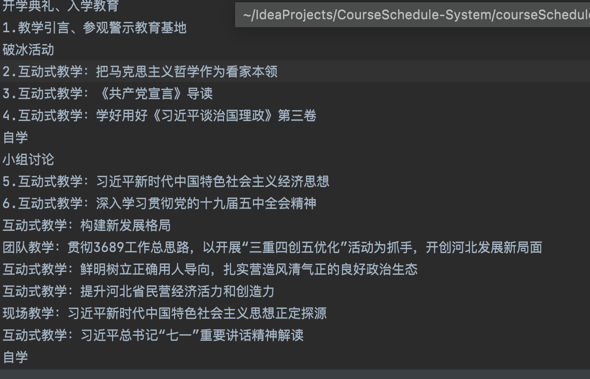 开学典礼、入学教育
~/IdeaProjects/CourseSchedule-System/courseSchedule
1.教学引言、参观警示教育基地
破冰活动
2.互动式教学：把马克思主义哲学作为看家本领
3.互动式教学：《共产党宣言》导读
4.互动式教学：学好用好《习近平谈治国理政》第三卷
自学
小组讨论
5.互动式教学：习近平新时代中国特色社会主义经济思想
6.互动式教学：深入学习贯彻党的十九届五中全会精神
互动式教学：构建新发展格局
团队教学：贯彻3689工作总思路，以开展“三重四创五优化”活动为抓手，开创河北发展新局面
互动式教学：鲜明树立正确用人导向，扎实营造风清气正的良好政治生态
互动式教学：提升河北省民营经济活力和创造力
现场教学：习近平新时代中国特色社会主义思想正定探源
互动式教学：习近平总书记“七一”重要讲话精神解读
自学